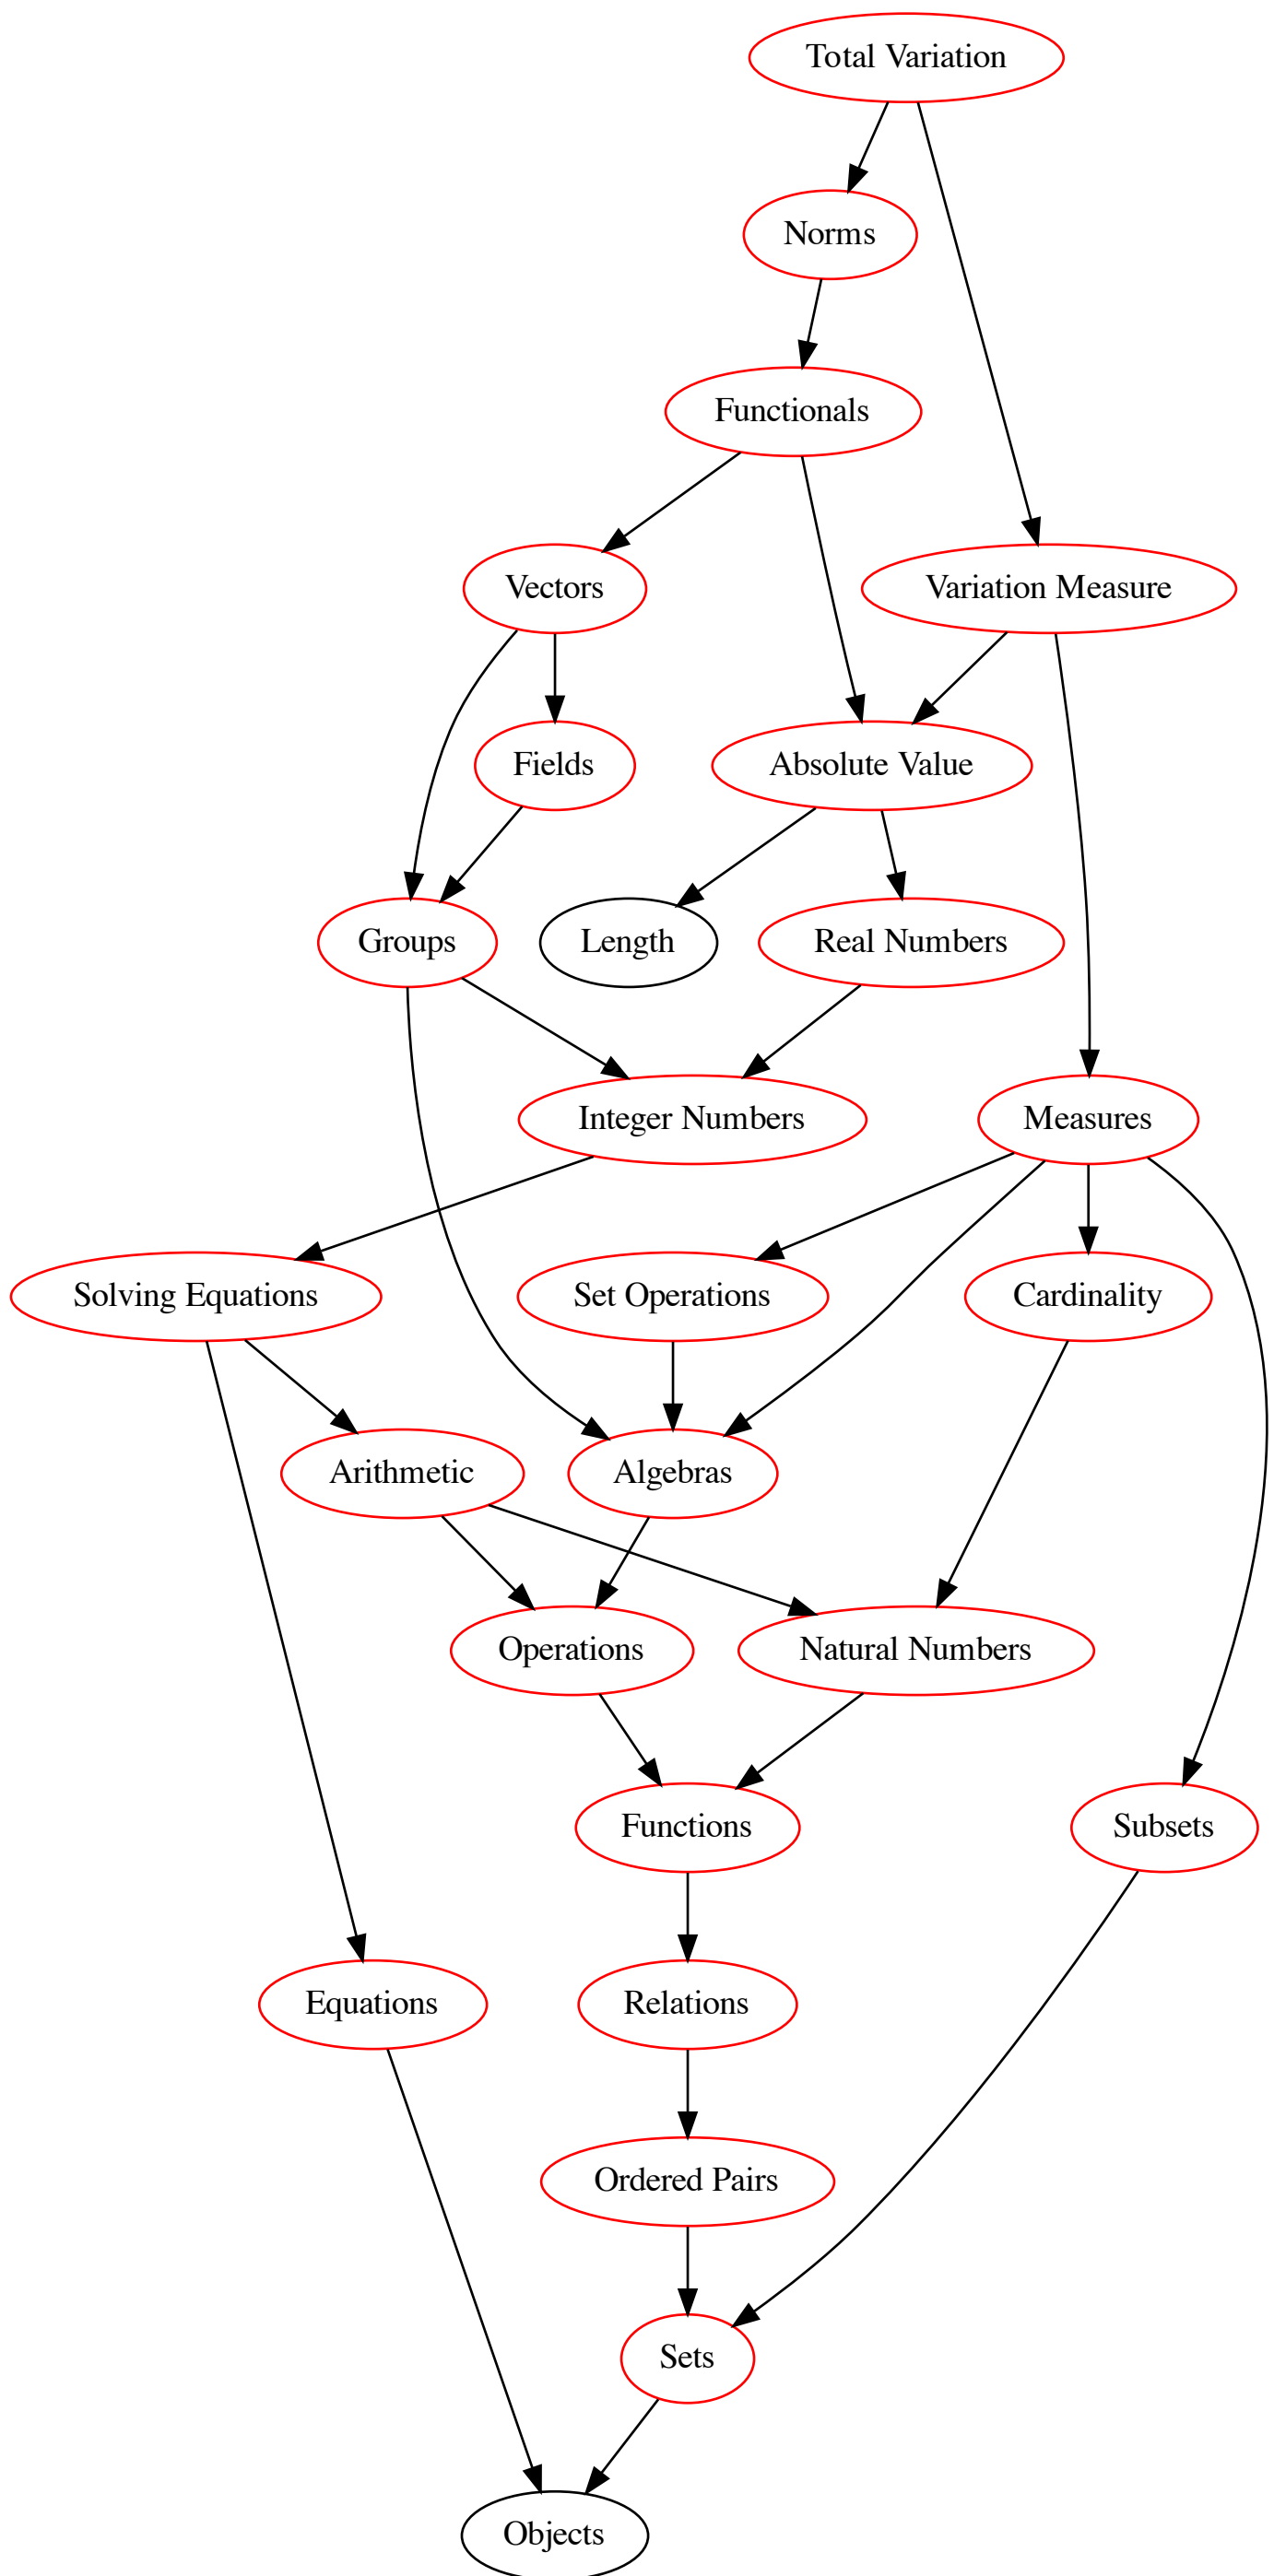 Total Variation
Norms
Functionals
Vectors
Variation Measure
Fields
Absolute Value
Groups
Length
Real Numbers
Integer Numbers
Measures
Solving Equations
Set Operations
Cardinality
Arithmetic
Algebras
Operations
Natural Numbers
Functions
Subsets
Equations
Relations
Ordered Pairs
Sets
Objects